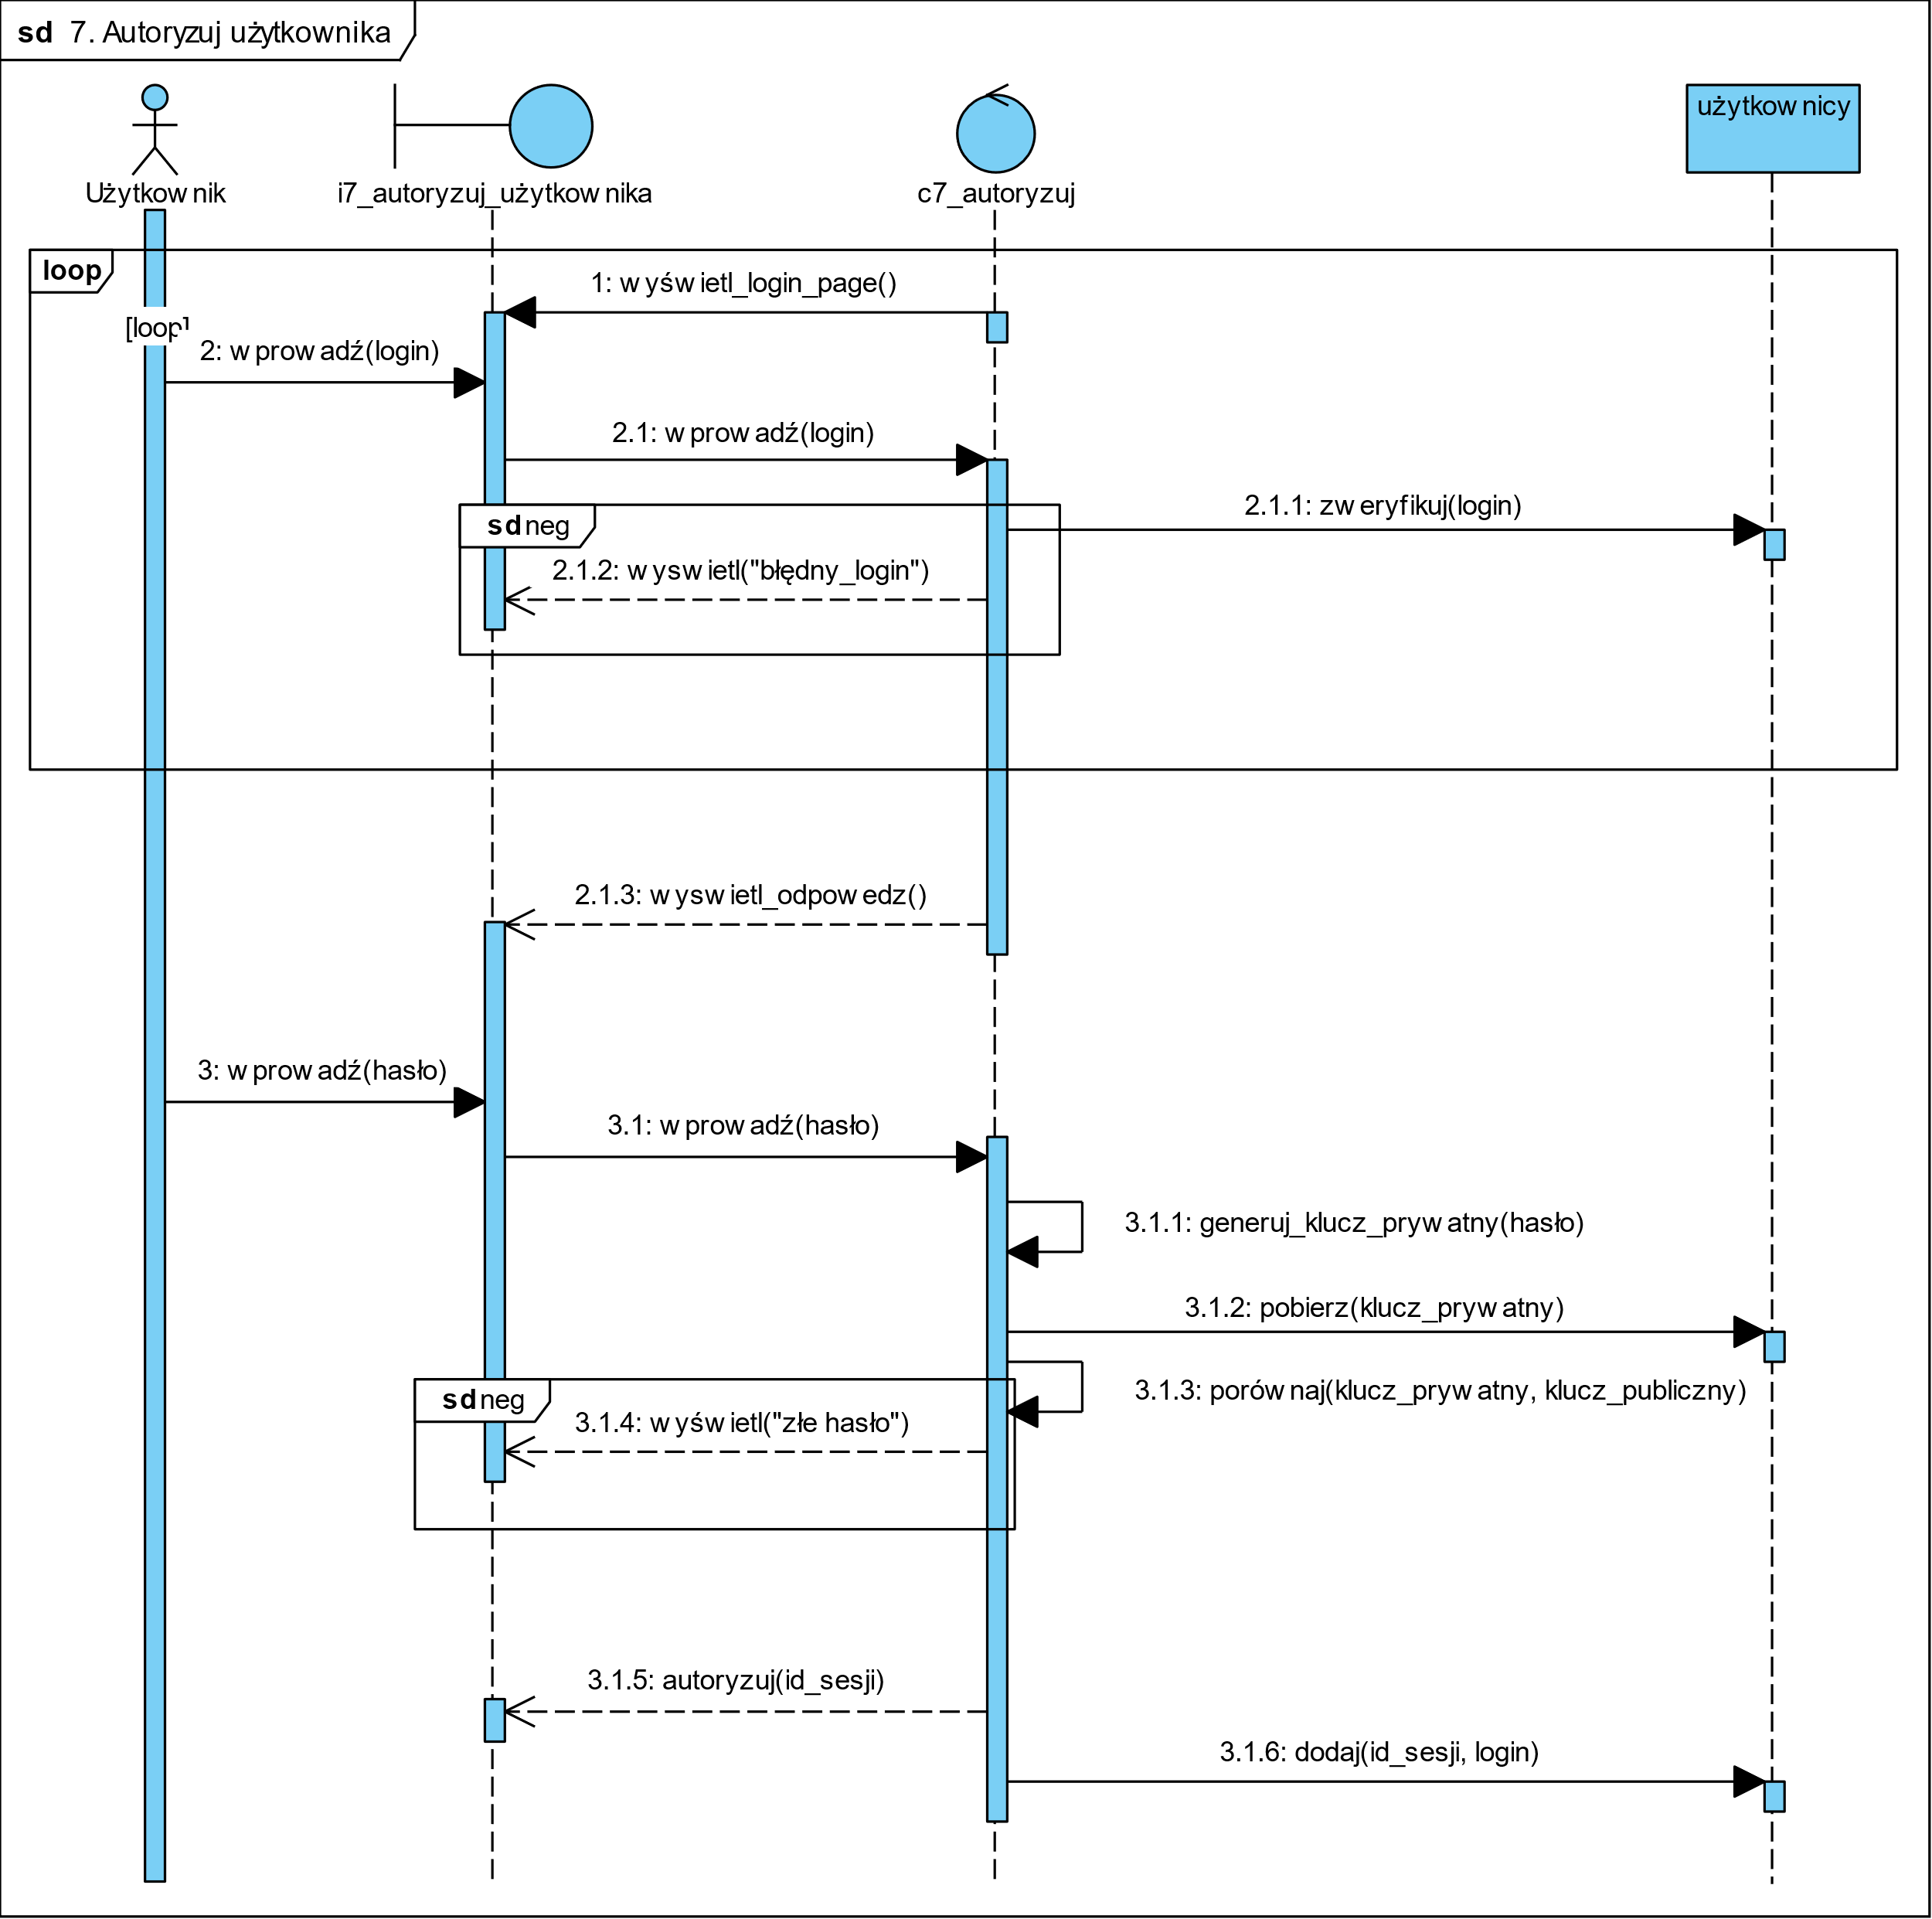 sd 7. Autoryzuj użytkownika
Użytkownik
i7_autoryzuj_użytkownika
c7_autoryzuj
użytkownicy
loop
1: wyświetl_login_page()
[loop]
2: wprowadź(login)
2.1: wprowadź(login)
2.1.1: zweryfikuj(login)
sd neg
2.1.2: wyswietl("błędny_login")
2.1.3: wyswietl_odpowedz()
3: wprowadź(hasło)
3.1: wprowadź(hasło)
3.1.1: generuj_klucz_prywatny(hasło)
3.1.2: pobierz(klucz_prywatny)
3.1.3: porównaj(klucz_prywatny, klucz_publiczny)
sd neg
3.1.4: wyświetl("złe hasło")
3.1.5: autoryzuj(id_sesji)
3.1.6: dodaj(id_sesji, login)